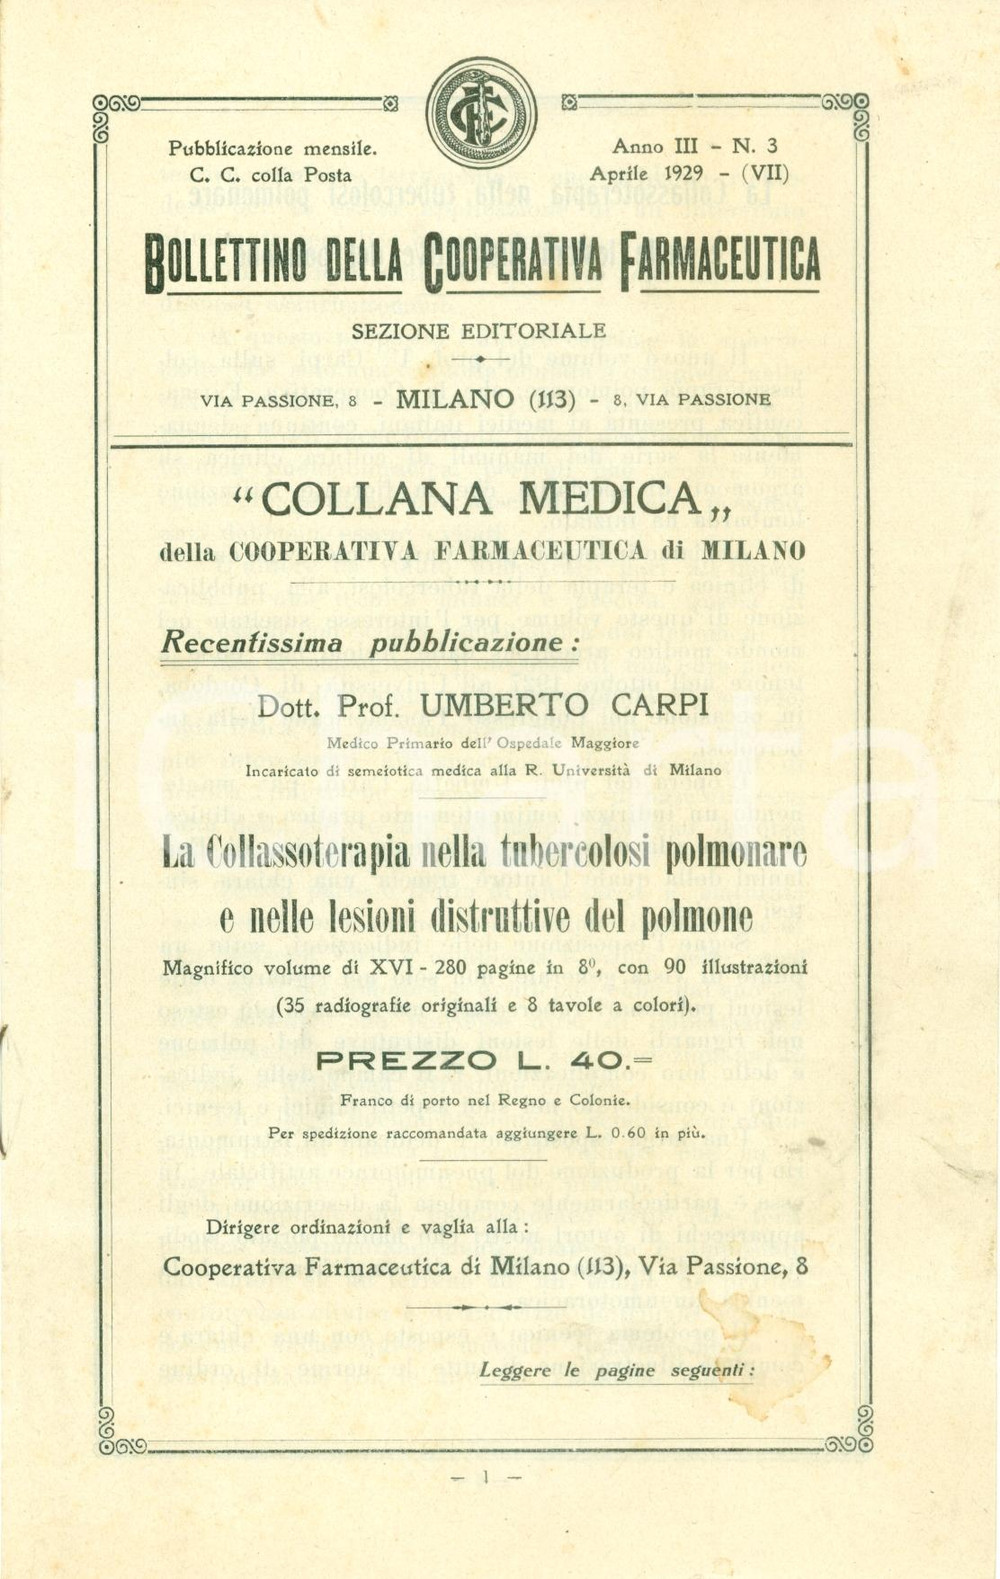 Pubblicazione mensile.
C. C. colla Posta
Anno III - N. 3
Aprile 1929 - (VII)
BOLLETTINO DELLA COOPERATIVA FARMACEUTICA
SEZIONE EDITORIALE
VIA PASSIONE, 8 - MILANO (113) - 8, VIA PASSIONE
“COLLANA MEDICA„
della COOPERATIVA FARMACEUTICA di MILANO
Recentissima pubblicazione :
Dott. Prof. UMBERTO CARPI
Medico Primario dell' Ospedale Maggiore
Incaricato di semeiotica medica alla R. Università di Milano
La Collassoterapia nella tubercolosi polmonare
e nelle lesioni distruttive del polmone
Magnifico volume di XVI - 280 pagine in 8º, con 90 illustrazioni
(35 radiografie originali e 8 tavole a colori).
PREZZO L. 40.=
Franco di porto nel Regno e Colonie.
Per spedizione raccomandata aggiungere L. 0.60 in più.
Dirigere ordinazioni e vaglia alla :
Cooperativa Farmaceutica di Milano (113), Via Passione, 8
Leggere le pagine seguenti :
- 1 -